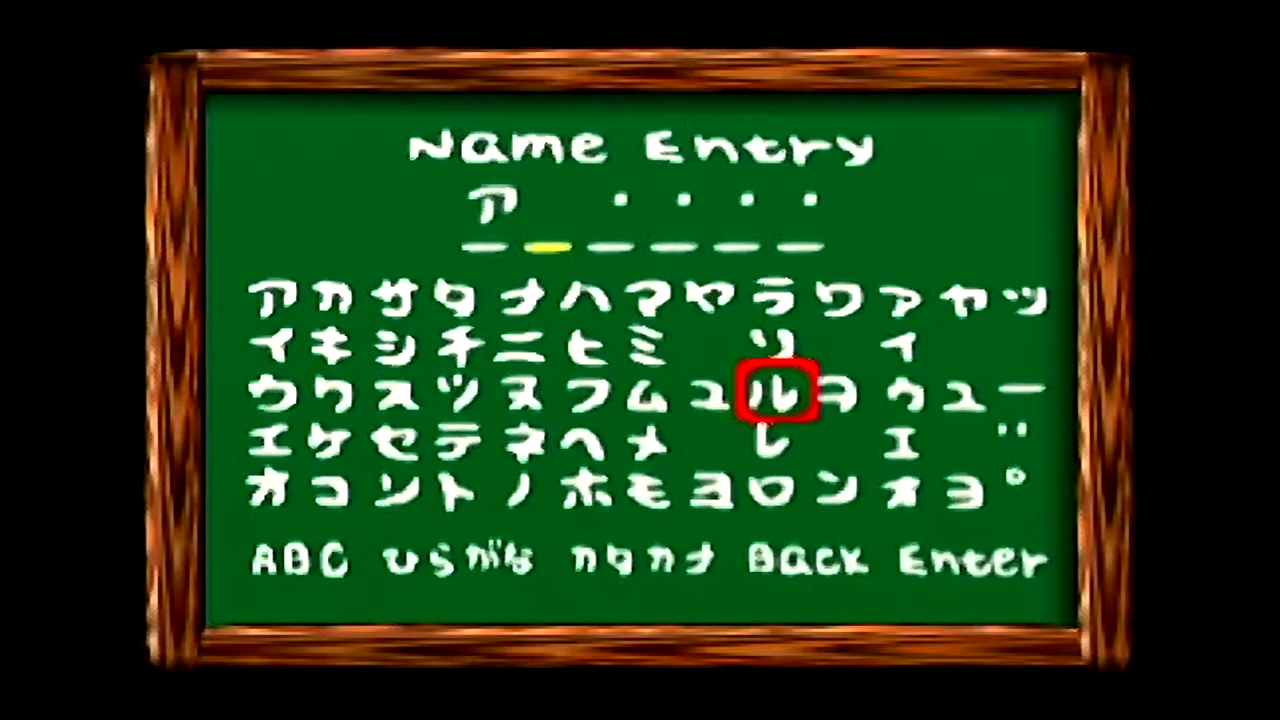 Name Entry
ア ・ ・ ・ ・
ア カ サ タ ナ ハ マ ヤ ラ ワ ァ ャ ッ
イ キ シ チ ニ ヒ ミ リ ィ
ウ ク ス ツ ヌ フ ム ユ ル ヲ ゥ ュ ー
エ ケ セ テ ネ ヘ メ レ ェ ゛
オ コ ソ ト ノ ホ モ ヨ ロ ン ォ ョ ゜
ABC ひらがな カタカナ Back Enter